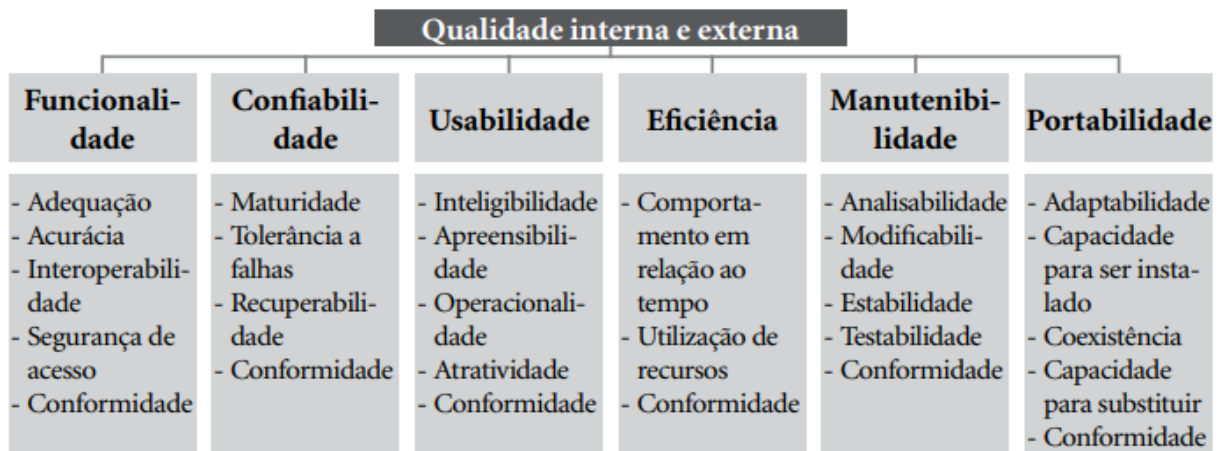 Qualidade interna e externa
Funcionali-
dade
Confiabili-
dade
Usabilidade
Eficiência
Manutenibi-
lidade
Portabilidade
- Adequação
- Acurácia
- Interoperabili-
dade
- Segurança de
acesso
- Conformidade
- Maturidade
- Tolerância a
falhas
- Recuperabili-
dade
- Conformidade
- Inteligibilidade
- Apreensibili-
dade
- Operacionali-
dade
- Atratividade
- Conformidade
- Comporta-
mento em
relação ao
tempo
- Utilização de
recursos
- Conformidade
- Analisabilidade
- Modificabili-
dade
- Estabilidade
- Testabilidade
- Conformidade
- Adaptabilidade
- Capacidade
para ser insta-
lado
- Coexistência
- Capacidade
para substituir
- Conformidade